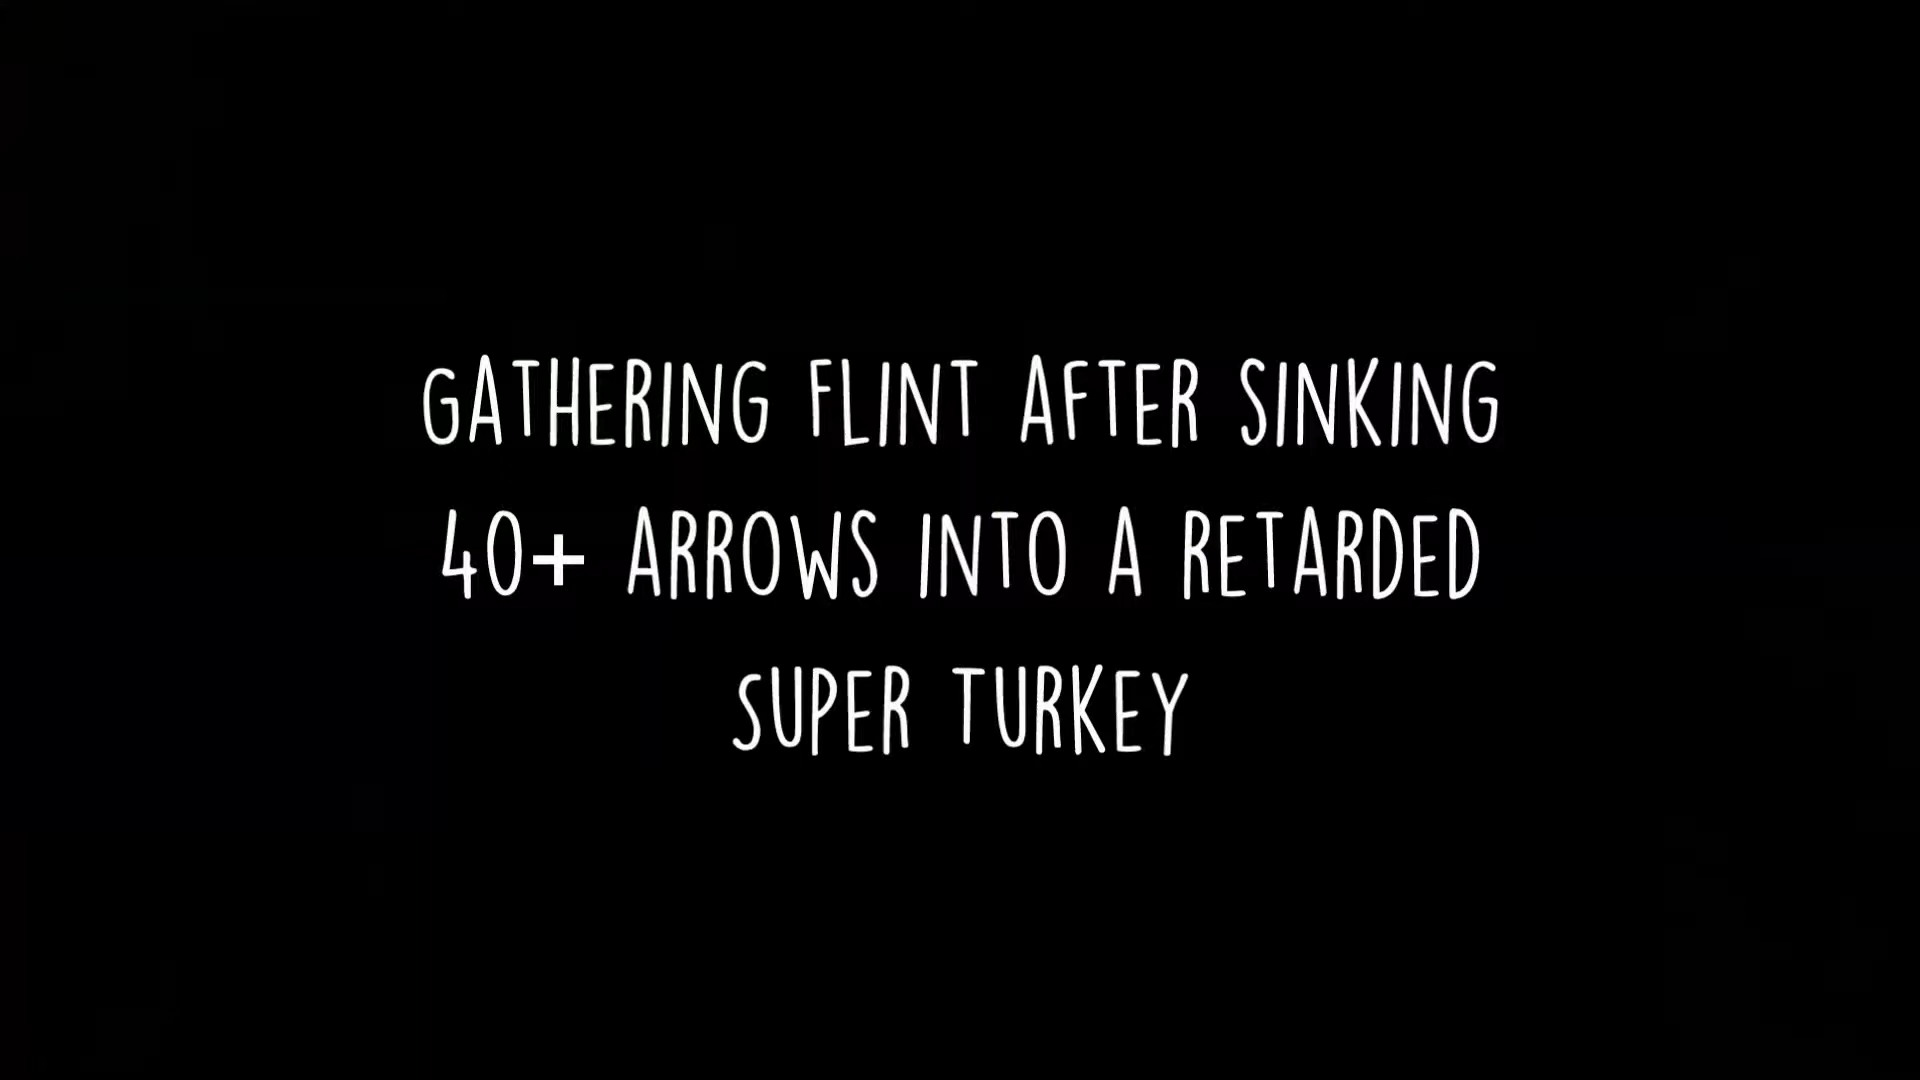 GATHERING FLINT AFTER SINKING
40+ ARROWS INTO A RETARDED
SUPER TURKEY